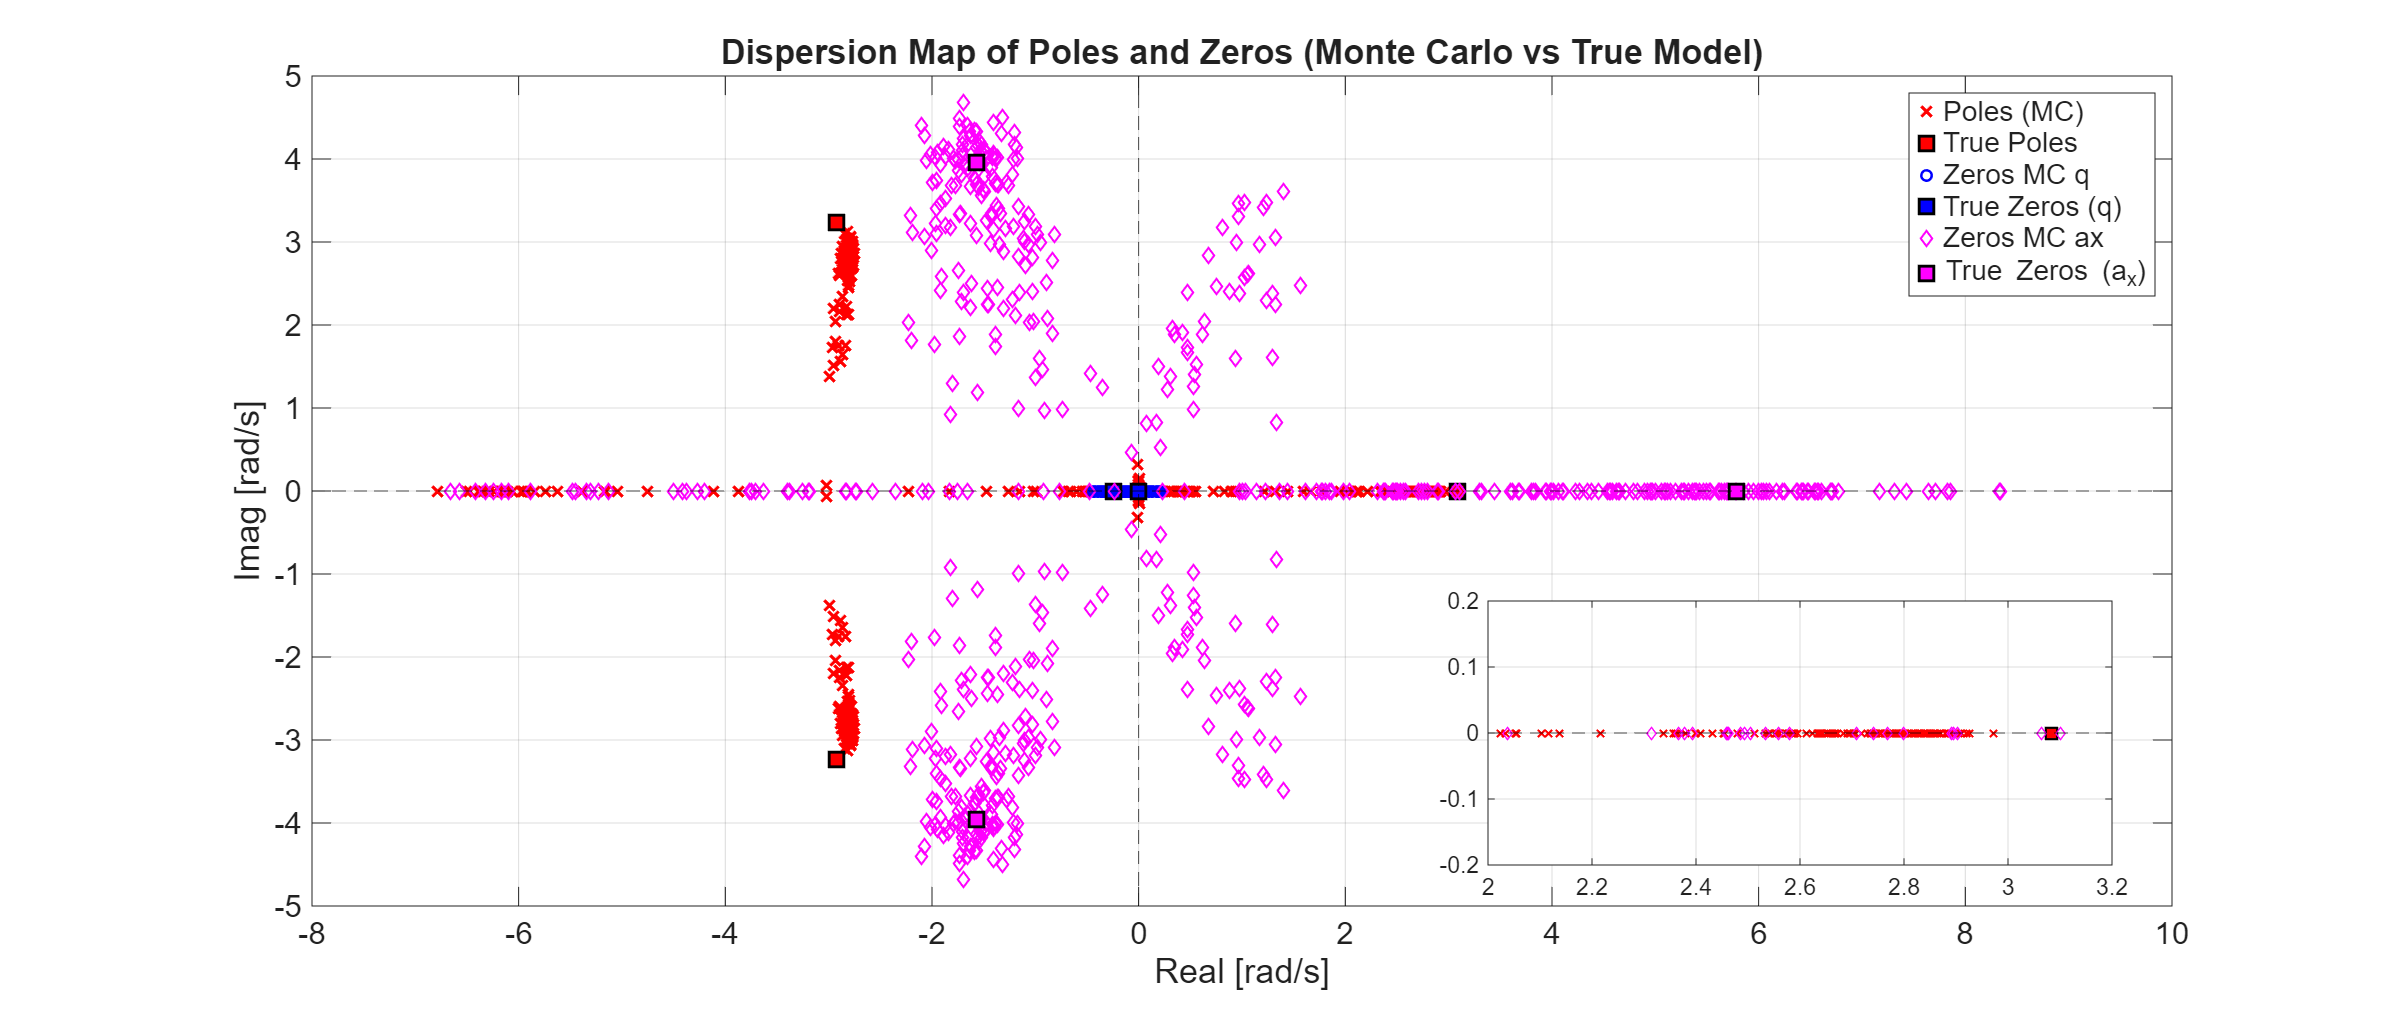 Dispersion Map of Poles and Zeros (Monte Carlo vs True Model)
5
4
3
2
1
0
-1
-2
-3
-4
-5
Imag [rad/s]
-8 -6 -4 -2 0 2 4 6 8 10
Real [rad/s]
Poles (MC)
True Poles
Zeros MC q
True Zeros (q)
Zeros MC ax
True Zeros (aₓ)
0.2
0.1
0
-0.1
-0.2
2 2.2 2.4 2.6 2.8 3 3.2